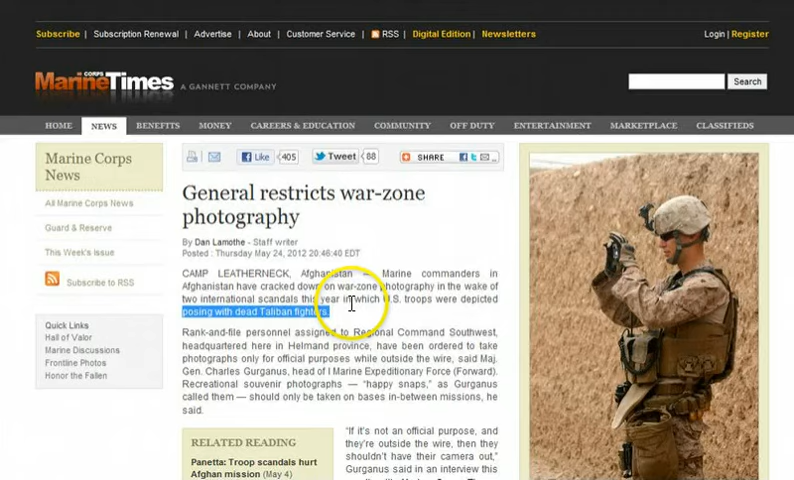 Subscribe | Subscription Renewal | Advertise | About | Customer Service | RSS | Digital Edition | Newsletters
Login | Register
MarineTimes
CORPS
A GANNETT COMPANY
Search
HOME NEWS BENEFITS MONEY CAREERS & EDUCATION COMMUNITY OFF DUTY ENTERTAINMENT MARKETPLACE CLASSIFIEDS
Marine Corps
News
All Marine Corps News
Guard & Reserve
This Week's Issue
Subscribe to RSS
Quick Links
Hall of Valor
Marine Discussions
Frontline Photos
Honor the Fallen
Like 405 Tweet 88 SHARE
General restricts war-zone
photography
By Dan Lamothe - Staff writer
Posted : Thursday May 24, 2012 20:46:40 EDT
CAMP LEATHERNECK, Afghanistan — Marine commanders in
Afghanistan have cracked down on war-zone photography in the wake of
two international scandals this year in which U.S. troops were depicted
posing with dead Taliban fighters.
Rank-and-file personnel assigned to Regional Command Southwest,
headquartered here in Helmand province, have been ordered to take
photographs only for official purposes while outside the wire, said Maj.
Gen. Charles Gurganus, head of I Marine Expeditionary Force (Forward).
Recreational souvenir photographs — “happy snaps,” as Gurganus
called them — should only be taken on bases in-between missions, he
said.
RELATED READING
Panetta: Troop scandals hurt
Afghan mission (May 4)
“If it's not an official purpose, and
they're outside the wire, then they
shouldn't have their camera out,”
Gurganus said in an interview this